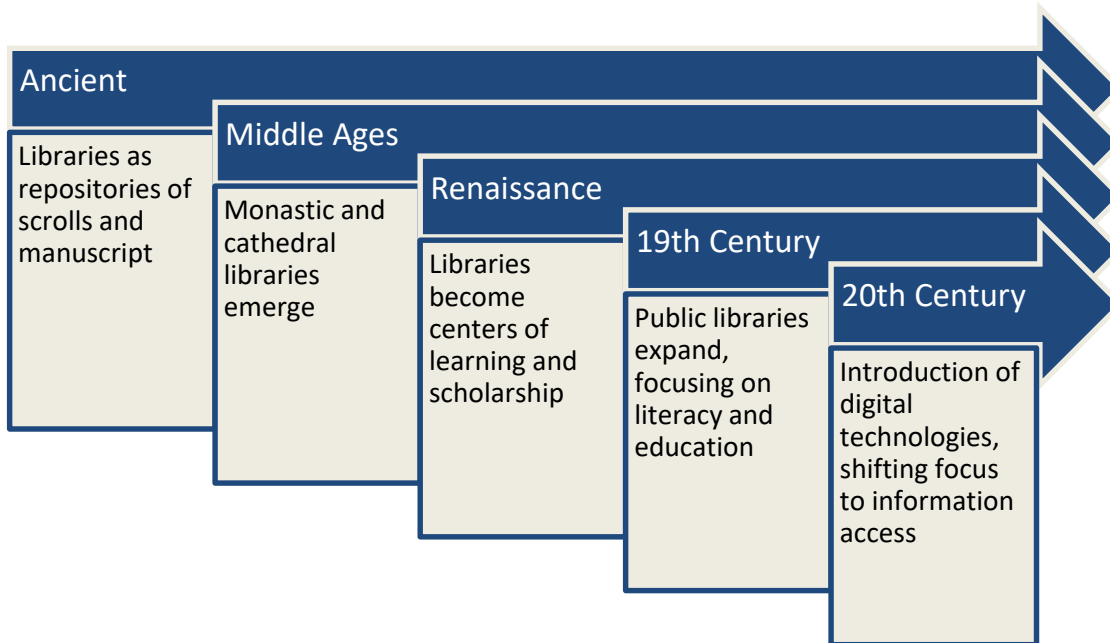 Ancient
Libraries as
repositories of
scrolls and
manuscript
Middle Ages
Monastic and
cathedral
libraries
emerge
Renaissance
Libraries
become
centers of
learning and
scholarship
19th Century
Public libraries
expand,
focusing on
literacy and
education
20th Century
Introduction of
digital
technologies,
shifting focus
to information
access